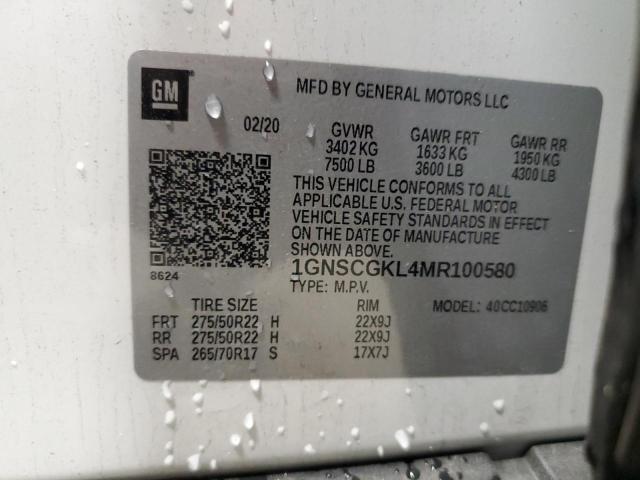 GM
MFD BY GENERAL MOTORS LLC
02/20 GVWR GAWR FRT GAWR RR
3402 KG 1633 KG 1950 KG
7500 LB 3600 LB 4300 LB
THIS VEHICLE CONFORMS TO ALL
APPLICABLE U.S. FEDERAL MOTOR
VEHICLE SAFETY STANDARDS IN EFFECT
ON THE DATE OF MANUFACTURE
SHOWN ABOVE.
8624 1GNSCGKL4MR100580
TYPE: M.P.V.
TIRE SIZE RIM MODEL: 40CC10906
FRT 275/50R22 H 22X9J
RR 275/50R22 H 22X9J
SPA 265/70R17 S 17X7J